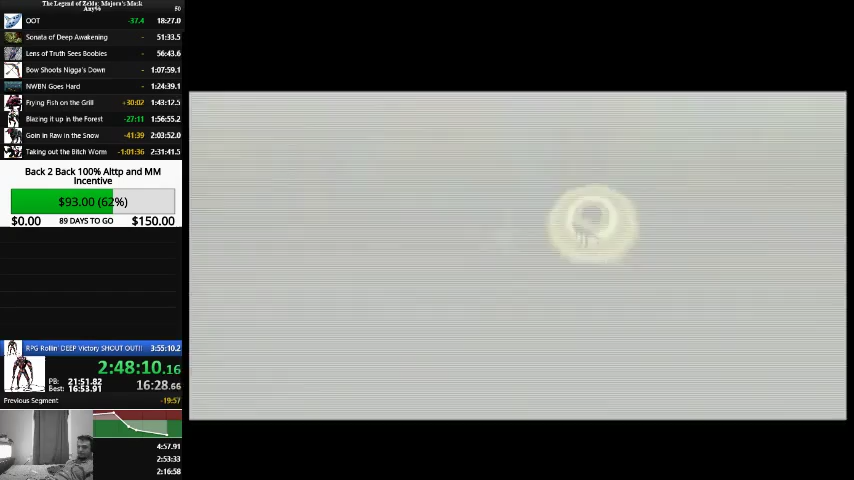 The Legend of Zelda: Majora's Mask
Any%
50
OOT -37.4 18:27.0
Sonata of Deep Awakening - 51:33.5
Lens of Truth Sees Boobies - 56:43.6
Bow Shoots Nigga's Down - 1:07:59.1
NWBN Goes Hard - 1:24:39.1
Frying Fish on the Grill +30:02 1:43:12.5
Blazing it up in the Forest -27:11 1:56:55.2
Goin in Raw in the Snow -41:39 2:03:52.0
Taking out the Bitch Worm -1:01:36 2:31:41.5
Back 2 Back 100% Alttp and MM
Incentive
$93.00 (62%)
$0.00 89 DAYS TO GO $150.00
RPG Rollin' DEEP Victory SHOUT OUT!! 3:55:10.2
2:48:10.16
PB: 21:51.82
Best: 16:53.91
16:28.66
Previous Segment -19:57
4:57.91
2:53:33
2:16:58